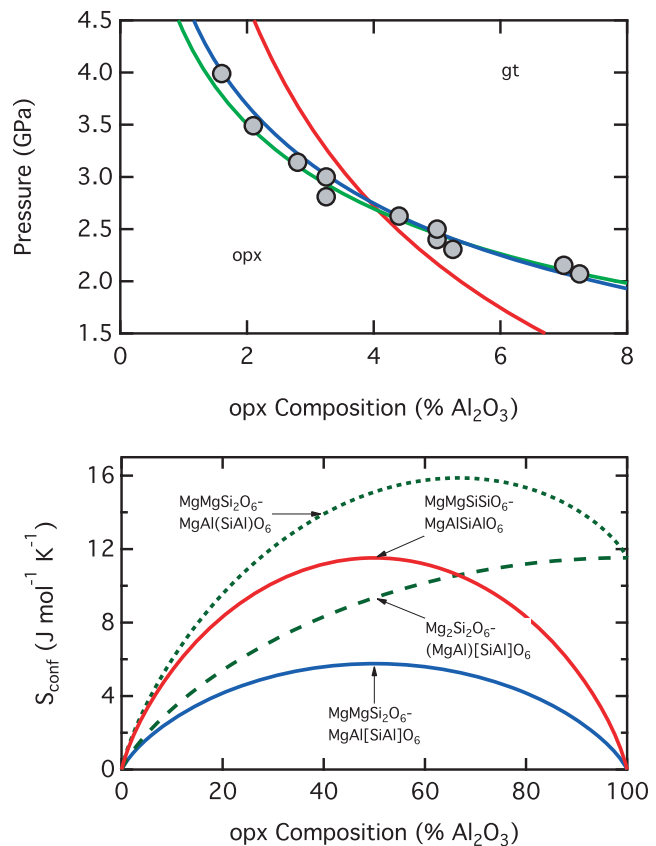 4.5
4.0
3.5
3.0
2.5
2.0
1.5
Pressure (GPa)
gt
opx
0
2
4
6
8
opx Composition (% Al₂O₃)
16
12
8
4
0
S_conf (J mol⁻¹ K⁻¹)
MgMgSi₂O₆-
MgAl(SiAl)O₆
MgMgSiSiO₆-
MgAlSiAlO₆
Mg₂Si₂O₆-
(MgAl)[SiAl]O₆
MgMgSi₂O₆-
MgAl[SiAl]O₆
0
20
40
60
80
100
opx Composition (% Al₂O₃)